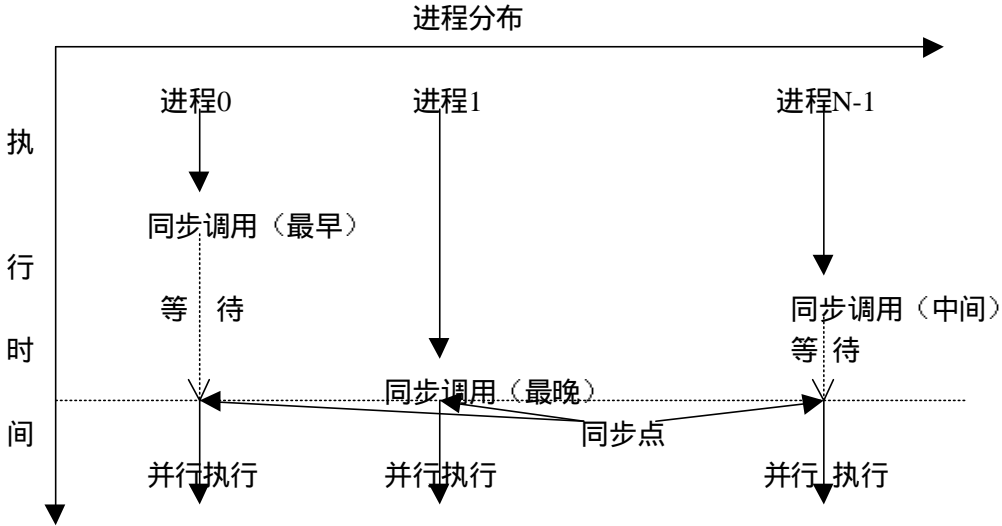 进程分布
进程0
进程1
进程N-1
执行时间
同步调用（最早）
等 待
同步调用（中间）
等 待
同步调用（最晚）
同步点
并行执行
并行执行
并行 执行